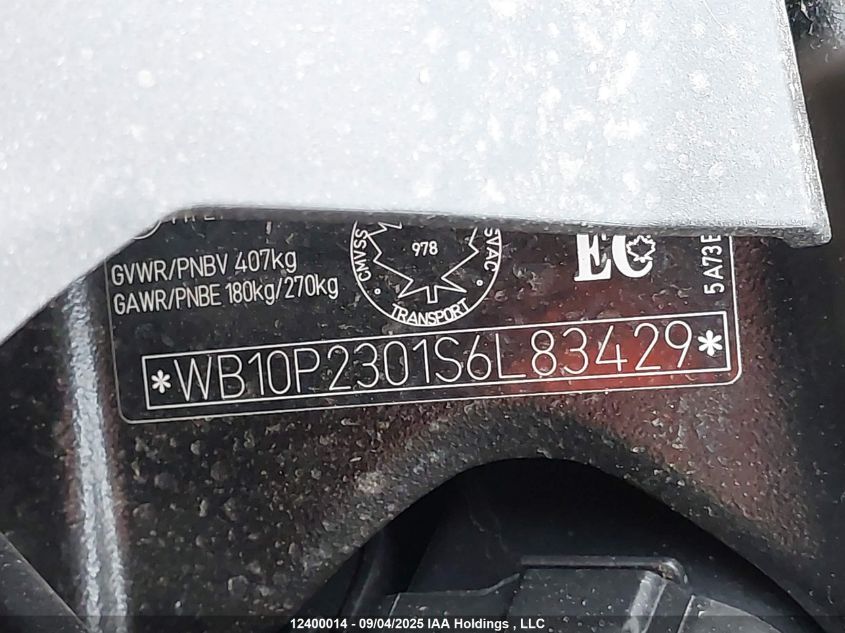 GVWR/PNBV 407kg
GAWR/PNBE 180kg/270kg
CMVSS
978
SVAC
TRANSPORT
EC
5A73E
*WB10P2301S6L83429*
12400014 - 09/04/2025 IAA Holdings , LLC